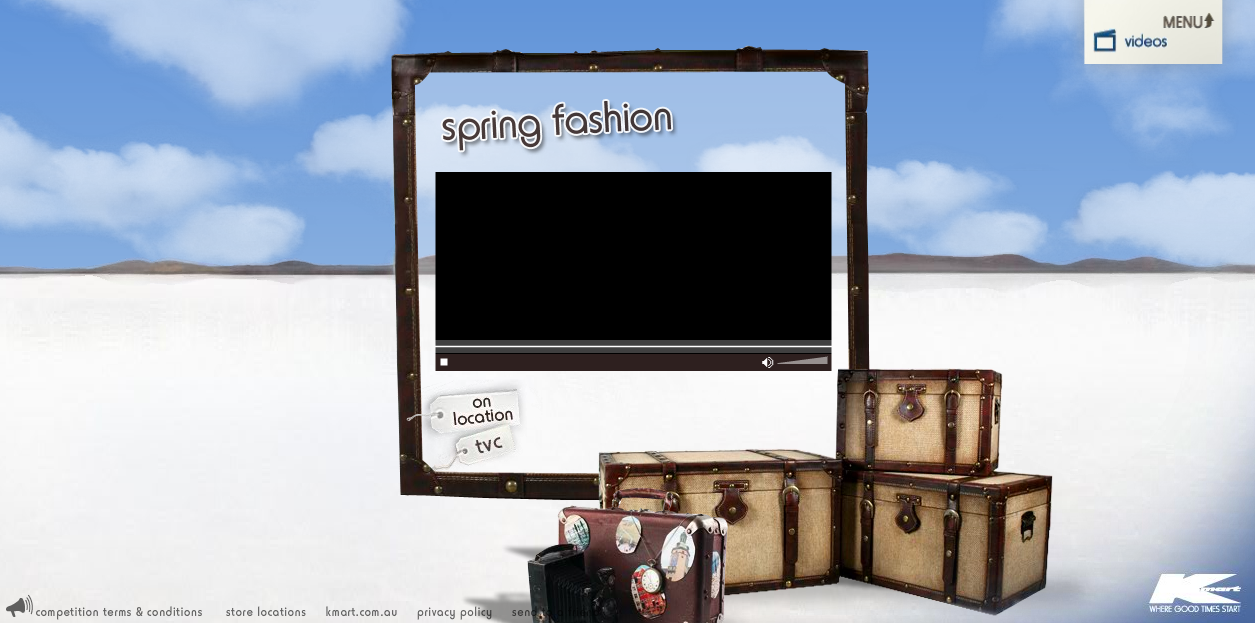 MENU
videos
spring fashion
on
location
tvc
competition terms & conditions store locations kmart.com.au privacy policy send
Kmart
WHERE GOOD TIMES START